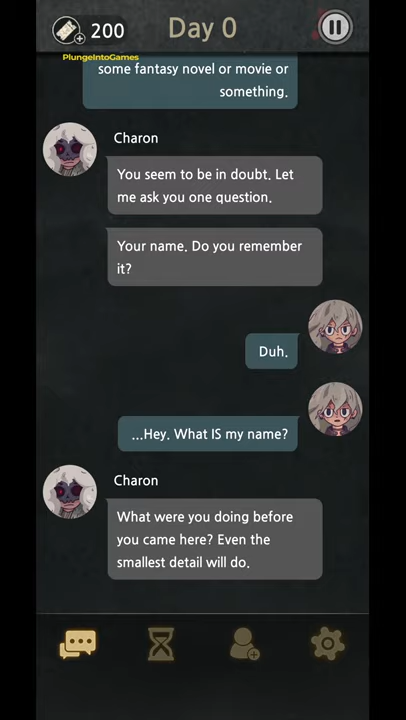 200
Day 0
PlungeIntoGames
some fantasy novel or movie or
something.
Charon
You seem to be in doubt. Let
me ask you one question.
Your name. Do you remember
it?
Duh.
...Hey. What IS my name?
Charon
What were you doing before
you came here? Even the
smallest detail will do.